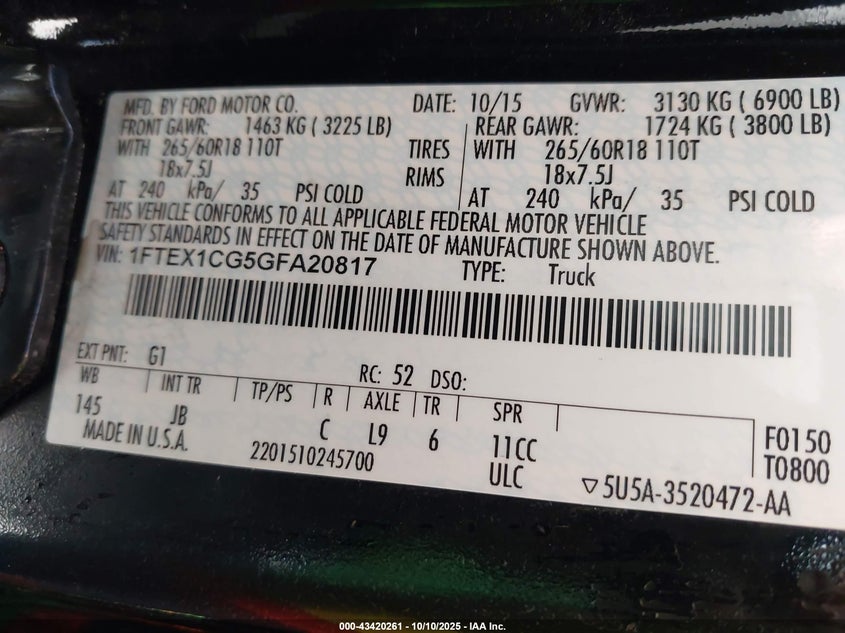 MFD. BY FORD MOTOR CO. DATE: 10/15 GVWR: 3130 KG ( 6900 LB)
FRONT GAWR: 1463 KG ( 3225 LB) REAR GAWR: 1724 KG ( 3800 LB)
WITH 265/60R18 110T TIRES WITH 265/60R18 110T
18x7.5J RIMS 18x7.5J
AT 240 kPa/ 35 PSI COLD AT 240 kPa/ 35 PSI COLD
THIS VEHICLE CONFORMS TO ALL APPLICABLE FEDERAL MOTOR VEHICLE
SAFETY STANDARDS IN EFFECT ON THE DATE OF MANUFACTURE SHOWN ABOVE.
VIN: 1FTEX1CG5GFA20817 TYPE: Truck
EXT PNT: G1 RC: 52 DSO:
WB INT TR TP/PS R AXLE TR SPR
145 JB C L9 6 11CC F0150
MADE IN U.S.A. 2201510245700 ULC T0800
▽5U5A-3520472-AA
000-43420261 - 10/10/2025 - IAA Inc.